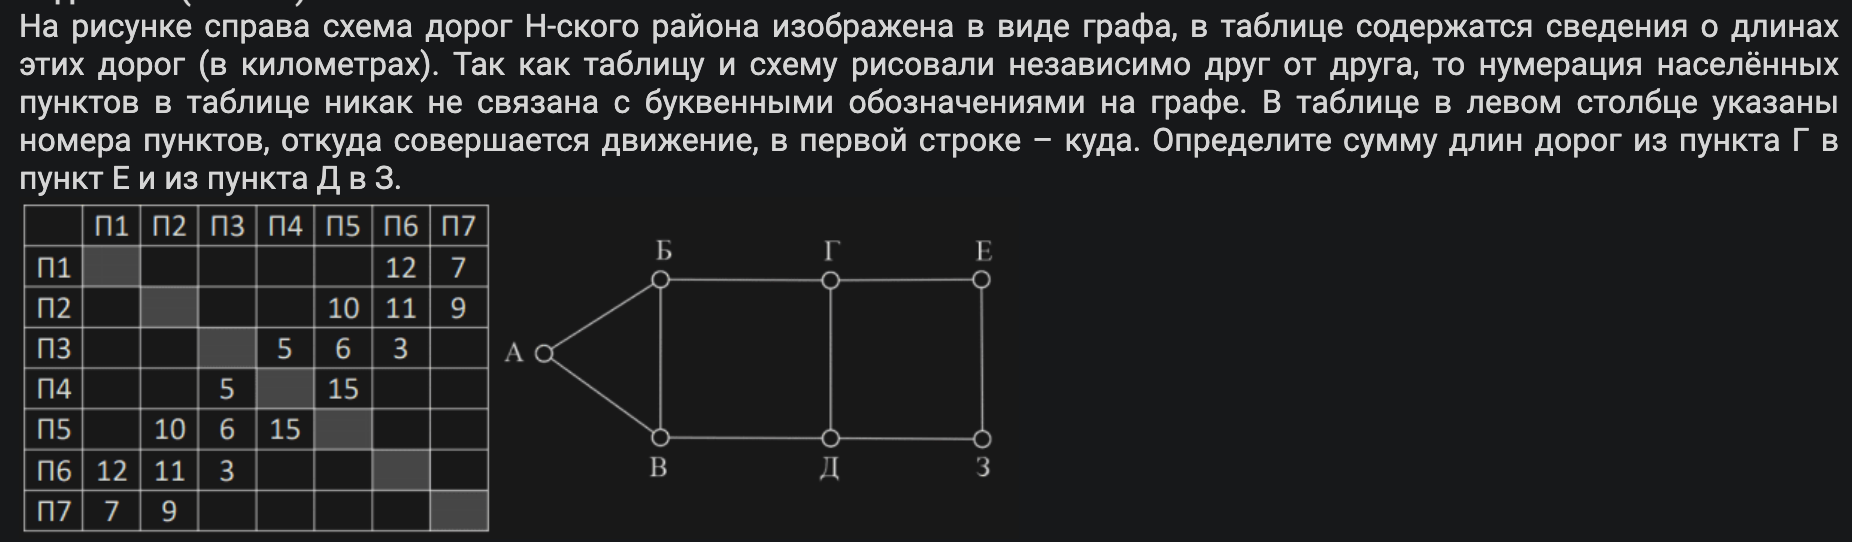 На рисунке справа схема дорог Н-ского района изображена в виде графа, в таблице содержатся сведения о длинах
этих дорог (в километрах). Так как таблицу и схему рисовали независимо друг от друга, то нумерация населённых
пунктов в таблице никак не связана с буквенными обозначениями на графе. В таблице в левом столбце указаны
номера пунктов, откуда совершается движение, в первой строке – куда. Определите сумму длин дорог из пункта Г в
пункт Е и из пункта Д в З.
П1 П2 П3 П4 П5 П6 П7
П1 12 7
П2 10 11 9
П3 5 6 3
П4 5 15
П5 10 6 15
П6 12 11 3
П7 7 9
Б Г Е
А
В Д З